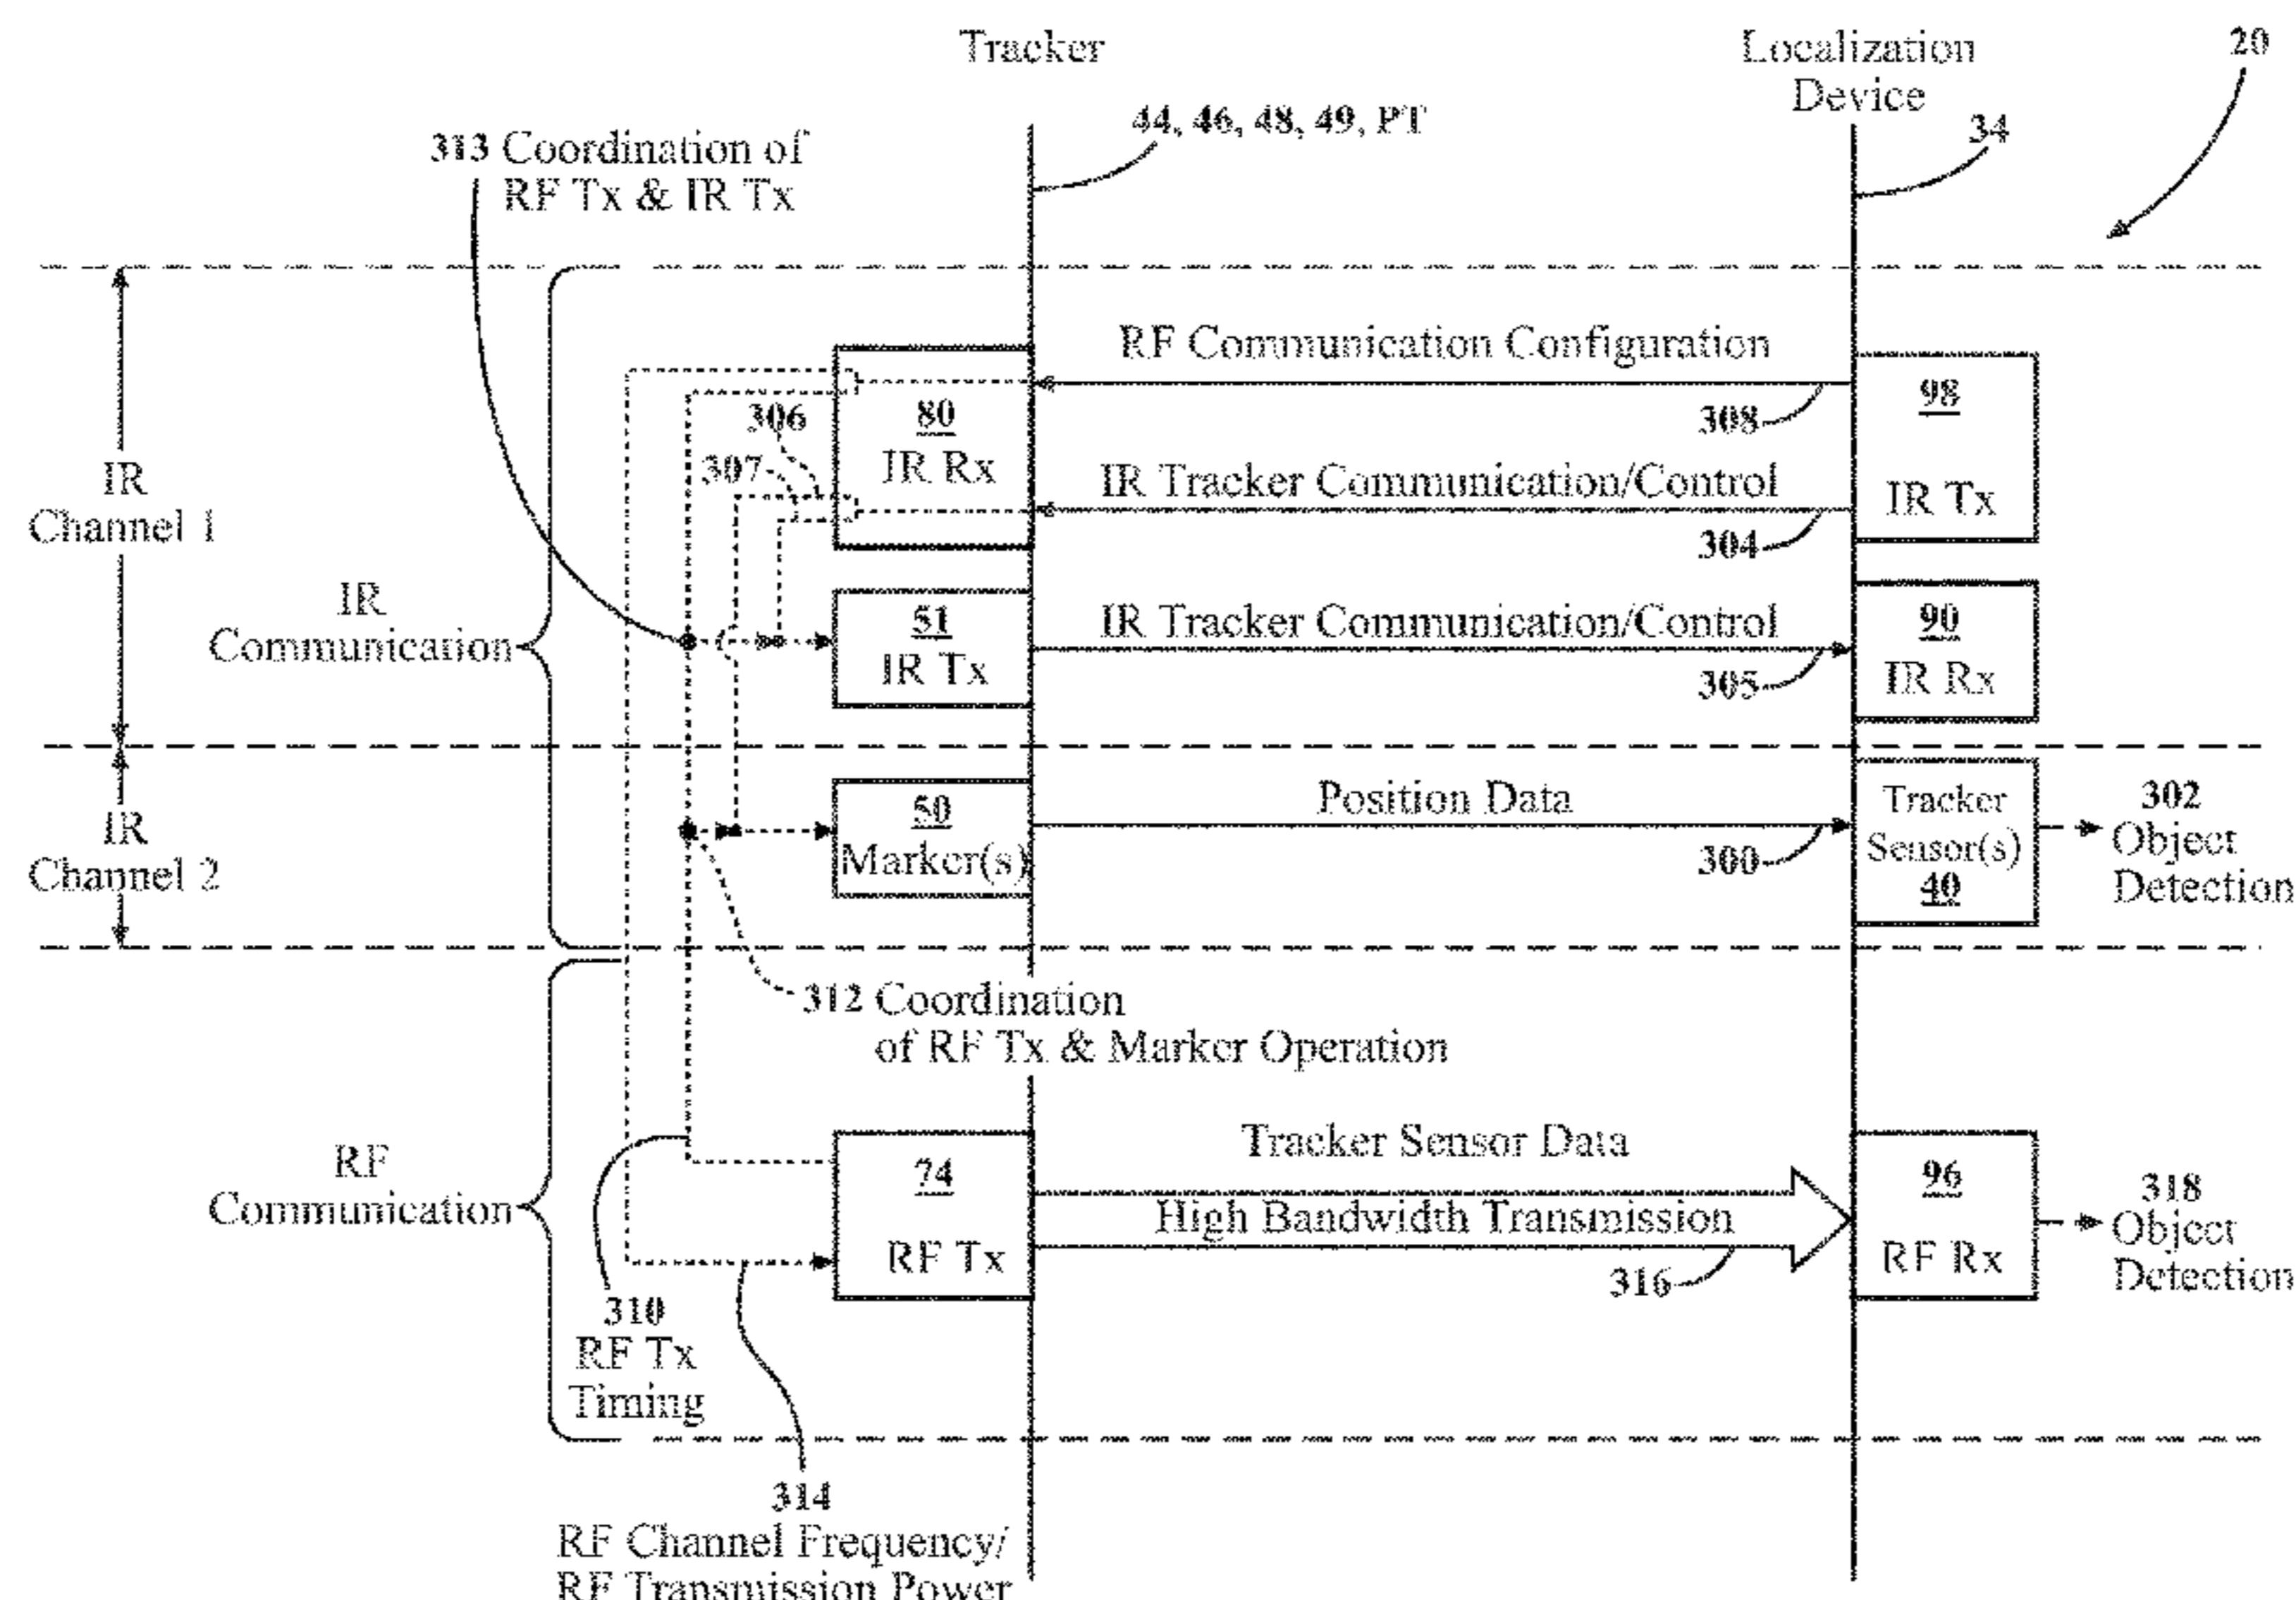 Tracker
Localization
Device
20
44, 46, 48, 49, PT
34
313 Coordination of
RF Tx & IR Tx
RF Communication Configuration
308
98
IR Tx
80
IR Rx
306
307
IR Tracker Communication/Control
304
IR
Channel 1
IR
Communication
51
IR Tx
IR Tracker Communication/Control
305
90
IR Rx
IR
Channel 2
50
Marker(s)
Position Data
300
Tracker
Sensor(s)
40
302
Object
Detection
312 Coordination
of RF Tx & Marker Operation
RF
Communication
74
RF Tx
Tracker Sensor Data
High Bandwidth Transmission
316
96
RF Rx
318
Object
Detection
310
RF Tx
Timing
314
RF Channel Frequency/
RF Transmission Power